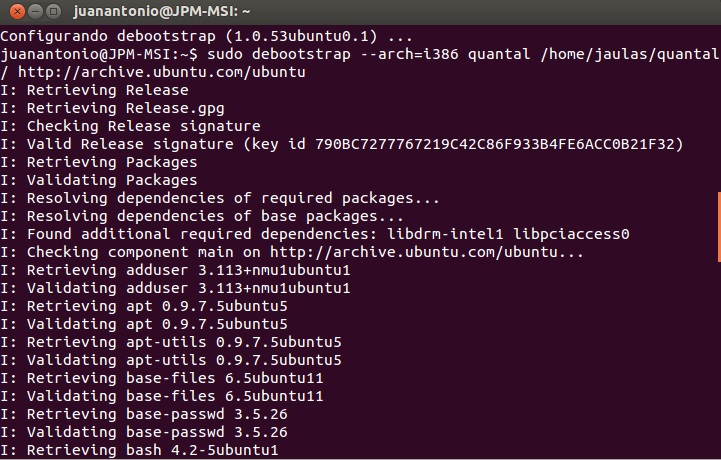 juanantonio@JPM-MSI: ~
Configurando debootstrap (1.0.53ubuntu0.1) ...
juanantonio@JPM-MSI:~$ sudo debootstrap --arch=i386 quantal /home/jaulas/quantal
/ http://archive.ubuntu.com/ubuntu
I: Retrieving Release
I: Retrieving Release.gpg
I: Checking Release signature
I: Valid Release signature (key id 790BC7277767219C42C86F933B4FE6ACC0B21F32)
I: Retrieving Packages
I: Validating Packages
I: Resolving dependencies of required packages...
I: Resolving dependencies of base packages...
I: Found additional required dependencies: libdrm-intel1 libpciaccess0
I: Checking component main on http://archive.ubuntu.com/ubuntu...
I: Retrieving adduser 3.113+nmu1ubuntu1
I: Validating adduser 3.113+nmu1ubuntu1
I: Retrieving apt 0.9.7.5ubuntu5
I: Validating apt 0.9.7.5ubuntu5
I: Retrieving apt-utils 0.9.7.5ubuntu5
I: Validating apt-utils 0.9.7.5ubuntu5
I: Retrieving base-files 6.5ubuntu11
I: Validating base-files 6.5ubuntu11
I: Retrieving base-passwd 3.5.26
I: Validating base-passwd 3.5.26
I: Retrieving bash 4.2-5ubuntu1